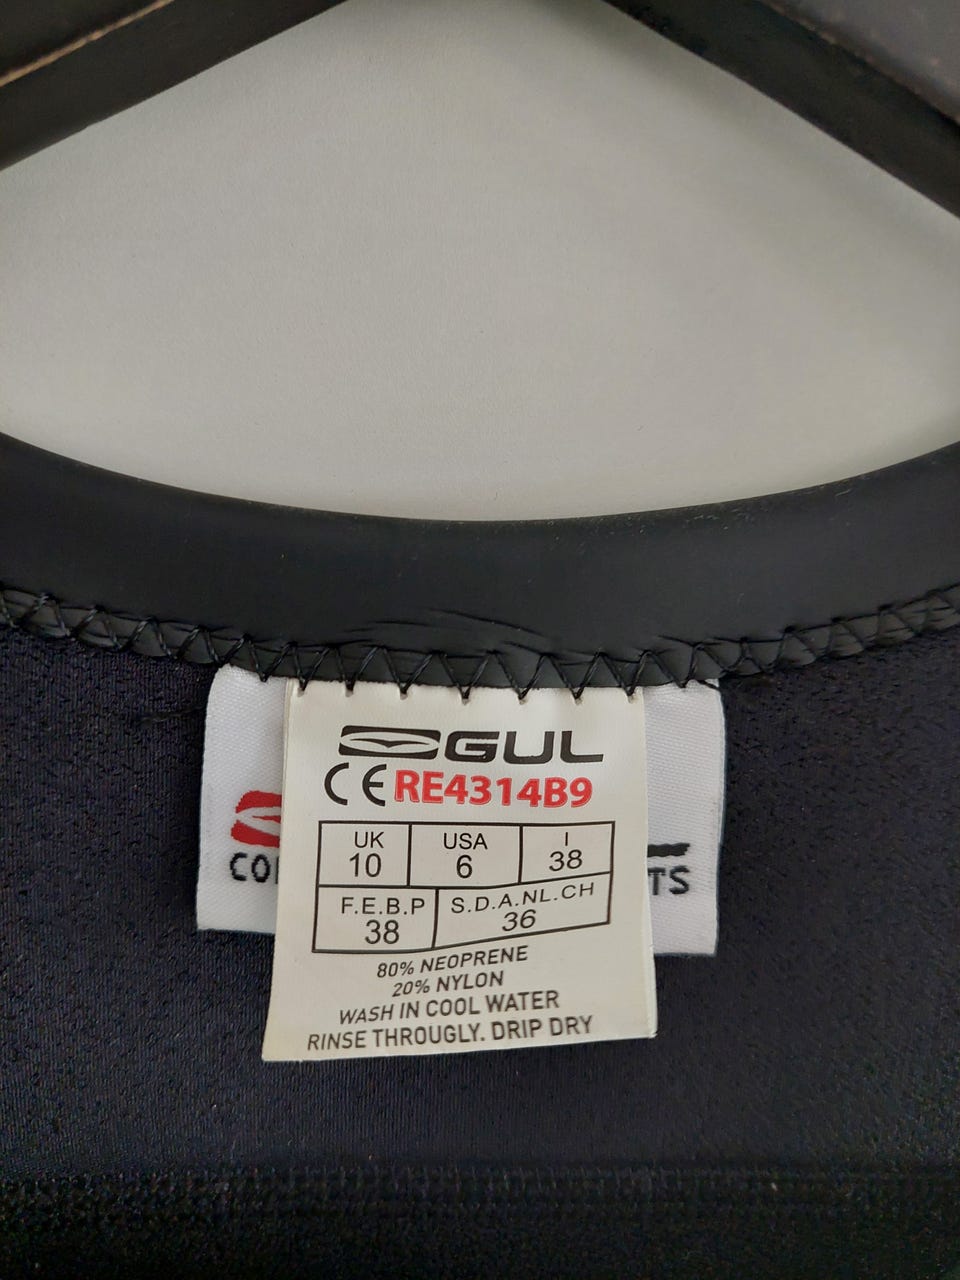 GUL
CE RE4314B9
UK USA I
10 6 38
F.E.B.P S.D.A.NL.CH
38 36
80% NEOPRENE
20% NYLON
WASH IN COOL WATER
RINSE THROUGLY. DRIP DRY